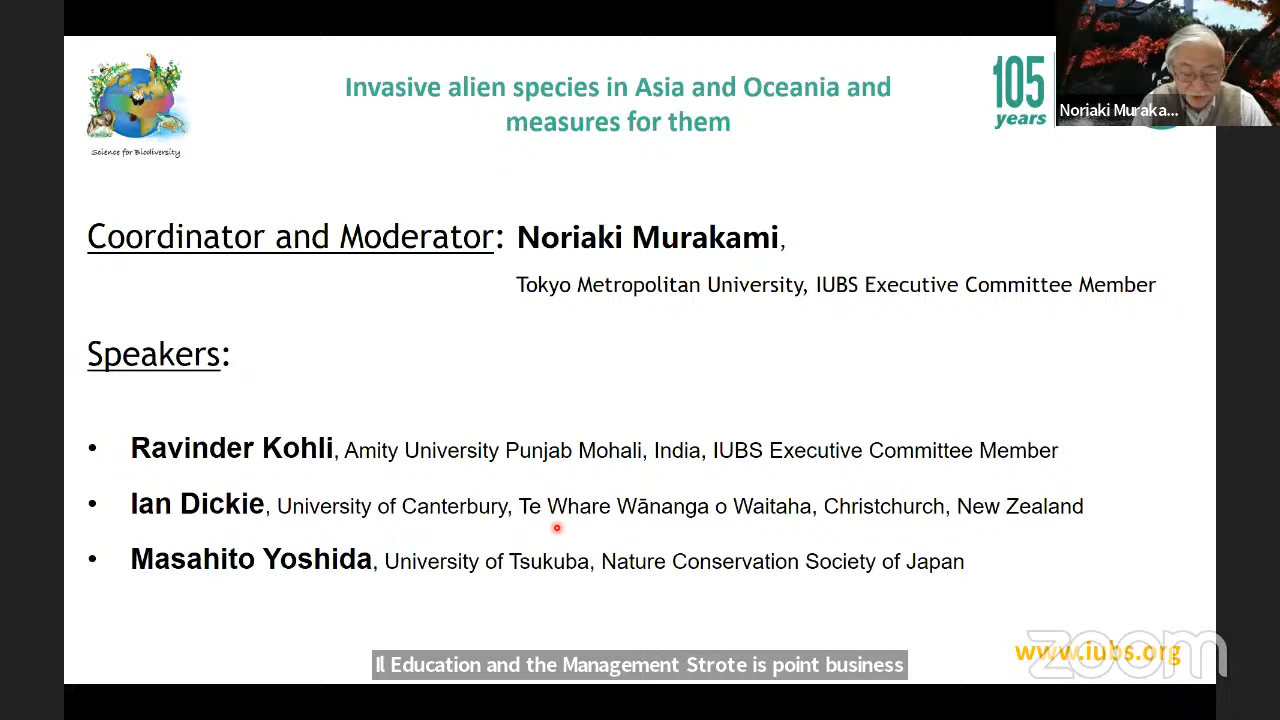 Invasive alien species in Asia and Oceania and
measures for them
Science for Biodiversity
105
years
Noriaki Muraka...
Coordinator and Moderator: Noriaki Murakami,
Tokyo Metropolitan University, IUBS Executive Committee Member
Speakers:
• Ravinder Kohli, Amity University Punjab Mohali, India, IUBS Executive Committee Member
• Ian Dickie, University of Canterbury, Te Whare Wānanga o Waitaha, Christchurch, New Zealand
• Masahito Yoshida, University of Tsukuba, Nature Conservation Society of Japan
www.iubs.org
zoom
Il Education and the Management Strote is point business